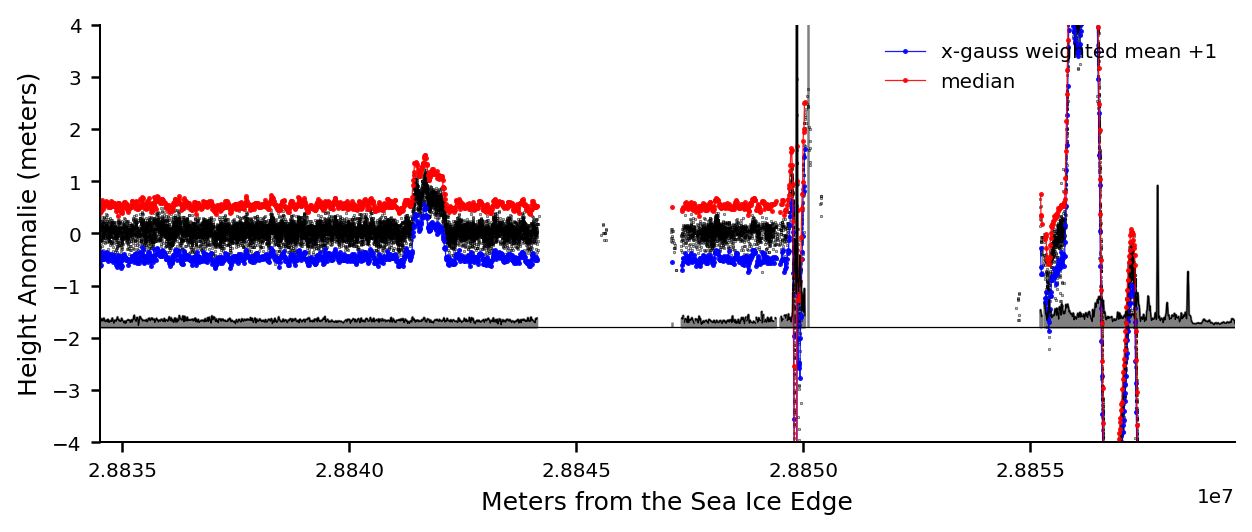 4
3
2
1
0
−1
−2
−3
−4
Height Anomalie (meters)
x-gauss weighted mean +1
median
2.8835
2.8840
2.8845
2.8850
2.8855
1e7
Meters from the Sea Ice Edge